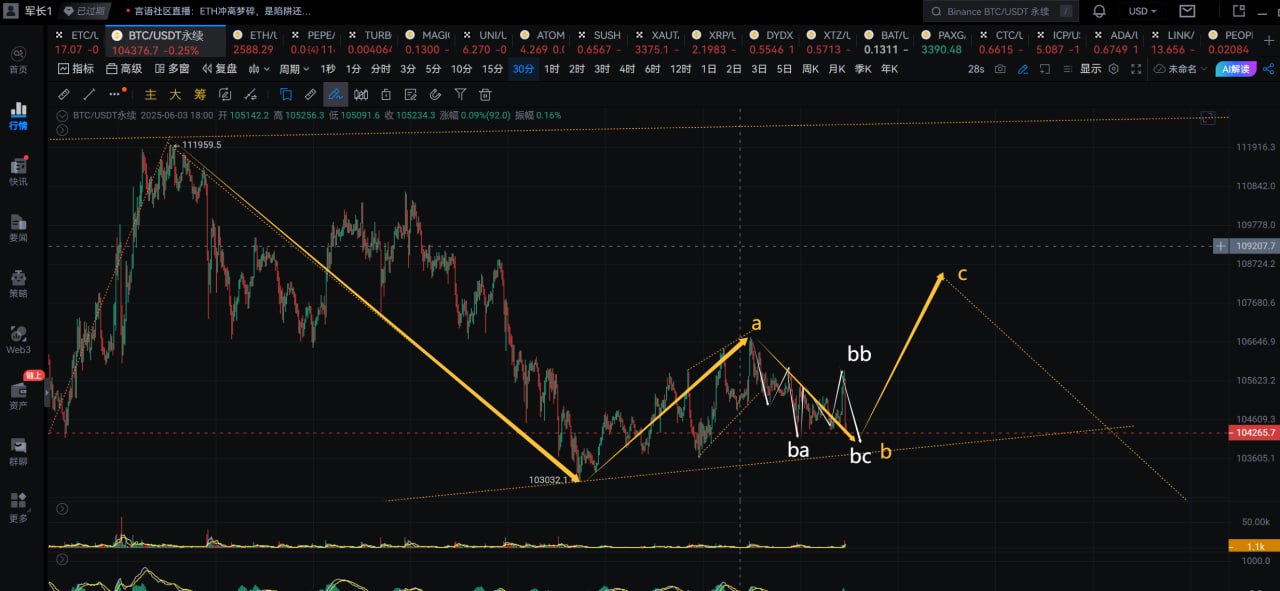 军长1 已过期 • 言语社区直播：ETH冲高梦碎，是陷阱还... Binance BTC/USDT 永续 / USD
ETC/U BTC/USDT永续 ETH/U PEPE/ TURB MAGI UNI/U ATOM SUSH XAUT. XRP/U DYDX XTZ/U BAT/U PAXG CTC/U ICP/U ADA/U LINK/ PEOPI
17.07 -0 104376.7 -0.25% 2588.29 0.0{4}11 0.004064 0.1300 - 6.270 -0 4.269 0. 0.6567 - 3375.1 - 2.1983 - 0.5546 1 0.5713 - 0.1311 - 3390.48 0.6615 - 5.087 -1 0.6749 1 13.656 - 0.02084
指标 高级 多窗 复盘 周期 1秒 1分 分时 3分 5分 10分 15分 30分 1时 2时 3时 4时 6时 12时 1日 2日 3日 5日 周K 月K 季K 年K 28s 显示 未命名 AI解读
主 大 筹
BTC/USDT永续 2025-06-03 18:00 开 105142.2 高 105256.3 低 105091.6 收 105234.3 涨幅 0.09%(92.0) 振幅 0.16%
首页
行情
快讯
要闻
策略
Web3
链上
资产
群聊
更多
111959.5
103032.1
a
ba
bb
bc
b
c
111916.3
110842.0
109778.0
109207.7
108724.2
107680.6
106646.9
105623.2
104609.3
104265.7
103605.1
50.00k
1.1k
1000.0